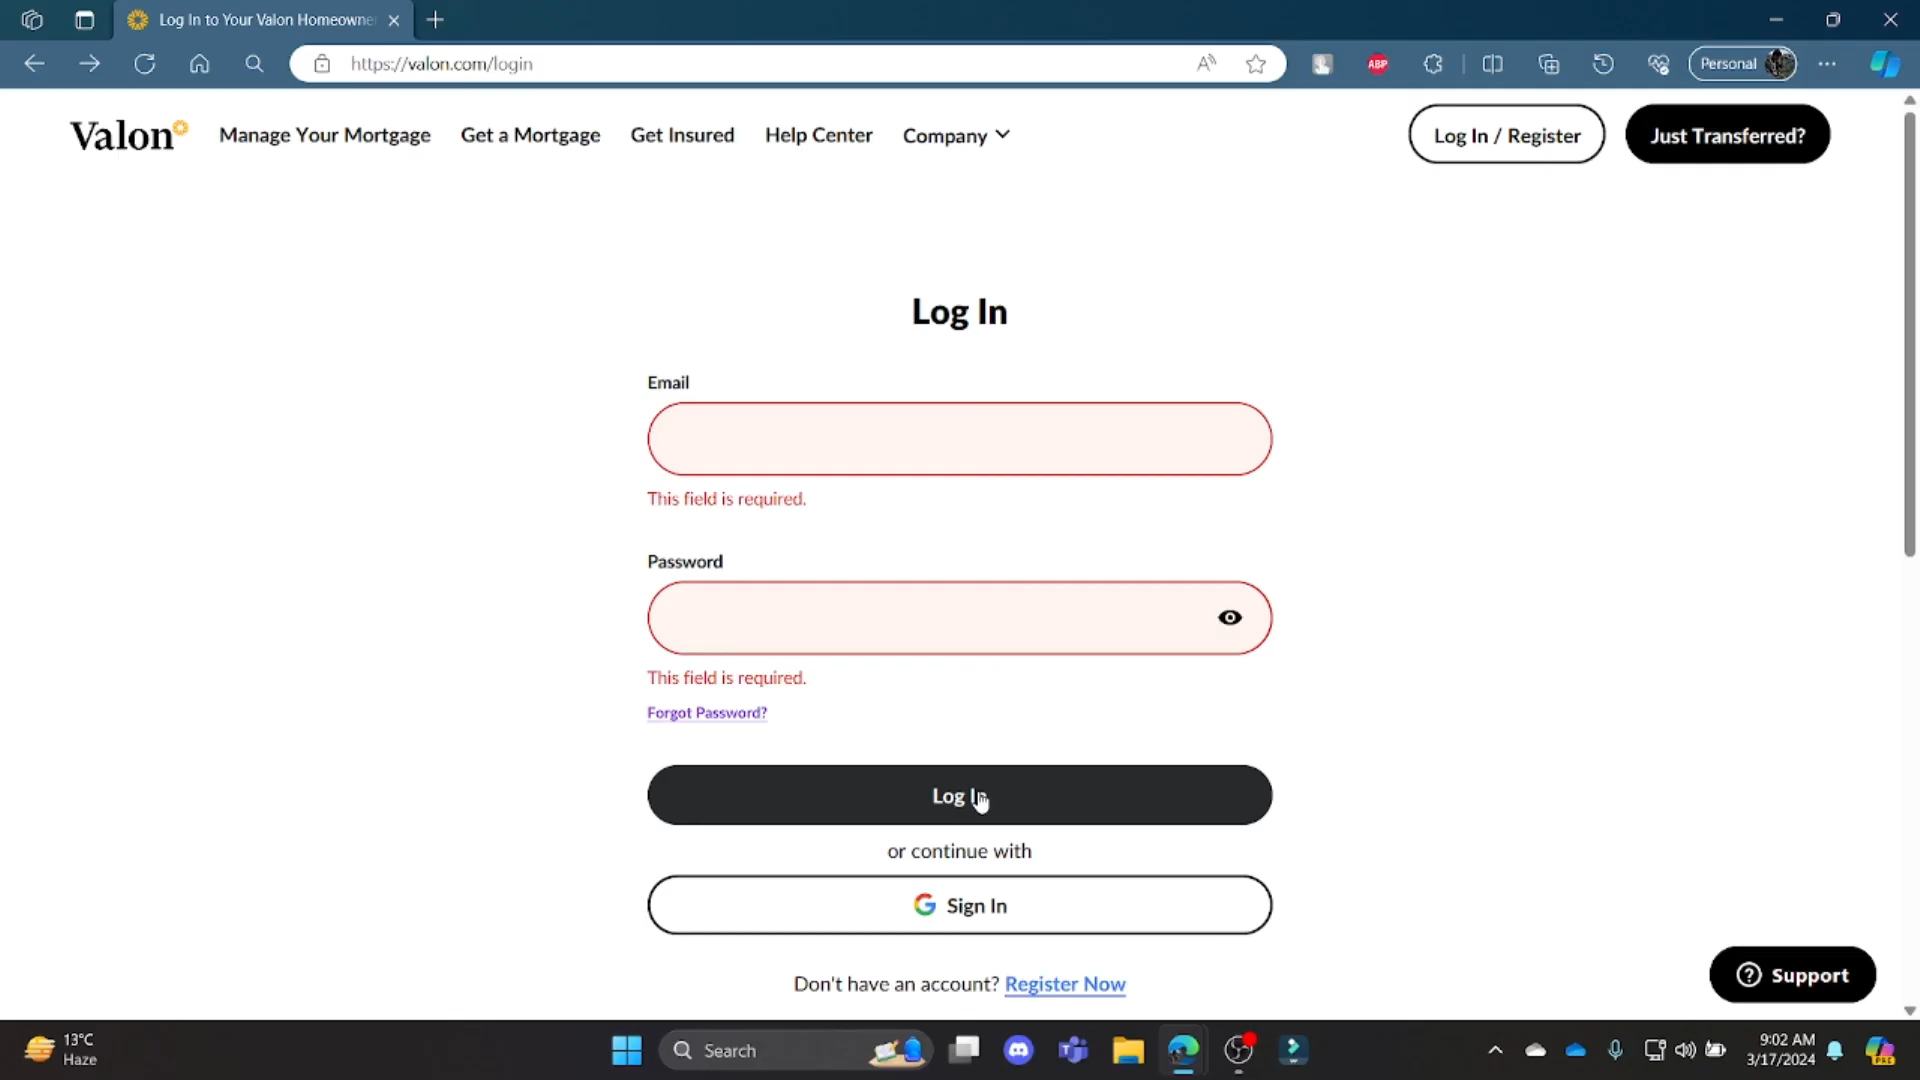 Log In to Your Valon Homeowne
https://valon.com/login
ABP
Personal
Valon
Manage Your Mortgage
Get a Mortgage
Get Insured
Help Center
Company
Log In / Register
Just Transferred?
Log In
Email
This field is required.
Password
This field is required.
Forgot Password?
Log In
or continue with
Sign In
Don't have an account? Register Now
Support
13°C
Haze
Search
9:02 AM
3/17/2024
PRE